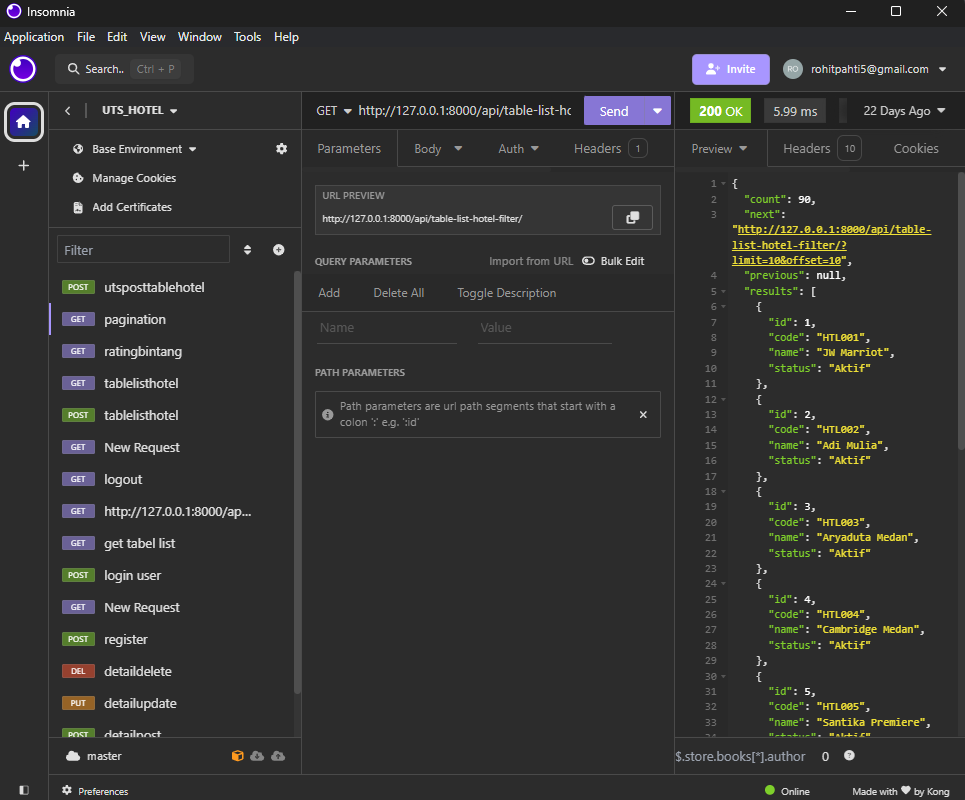 Insomnia
Application File Edit View Window Tools Help
Search.. Ctrl + P
Invite
RO rohitpahti5@gmail.com
UTS_HOTEL
Base Environment
Manage Cookies
Add Certificates
Filter
POST utsposttablehotel
GET pagination
GET ratingbintang
GET tablelisthotel
POST tablelisthotel
GET New Request
GET logout
GET http://127.0.0.1:8000/ap...
GET get tabel list
POST login user
GET New Request
POST register
DEL detaildelete
PUT detailupdate
POST detailpost
master
Preferences
GET http://127.0.0.1:8000/api/table-list-ho
Send
Parameters Body Auth Headers 1
URL PREVIEW
http://127.0.0.1:8000/api/table-list-hotel-filter/
QUERY PARAMETERS Import from URL Bulk Edit
Add Delete All Toggle Description
Name Value
PATH PARAMETERS
Path parameters are url path segments that start with a
colon ':' e.g. ':id'
200 OK 5.99 ms 22 Days Ago
Preview Headers 10 Cookies
1 {
2 "count": 90,
3 "next":
"http://127.0.0.1:8000/api/table-
list-hotel-filter/?
limit=10&offset=10",
4 "previous": null,
5 "results": [
6 {
7 "id": 1,
8 "code": "HTL001",
9 "name": "JW Marriot",
10 "status": "Aktif"
11 },
12 {
13 "id": 2,
14 "code": "HTL002",
15 "name": "Adi Mulia",
16 "status": "Aktif"
17 },
18 {
19 "id": 3,
20 "code": "HTL003",
21 "name": "Aryaduta Medan",
22 "status": "Aktif"
23 },
24 {
25 "id": 4,
26 "code": "HTL004",
27 "name": "Cambridge Medan",
28 "status": "Aktif"
29 },
30 {
31 "id": 5,
32 "code": "HTL005",
33 "name": "Santika Premiere",
34 "status": "Aktif"
$.store.books[*].author 0
Online Made with by Kong